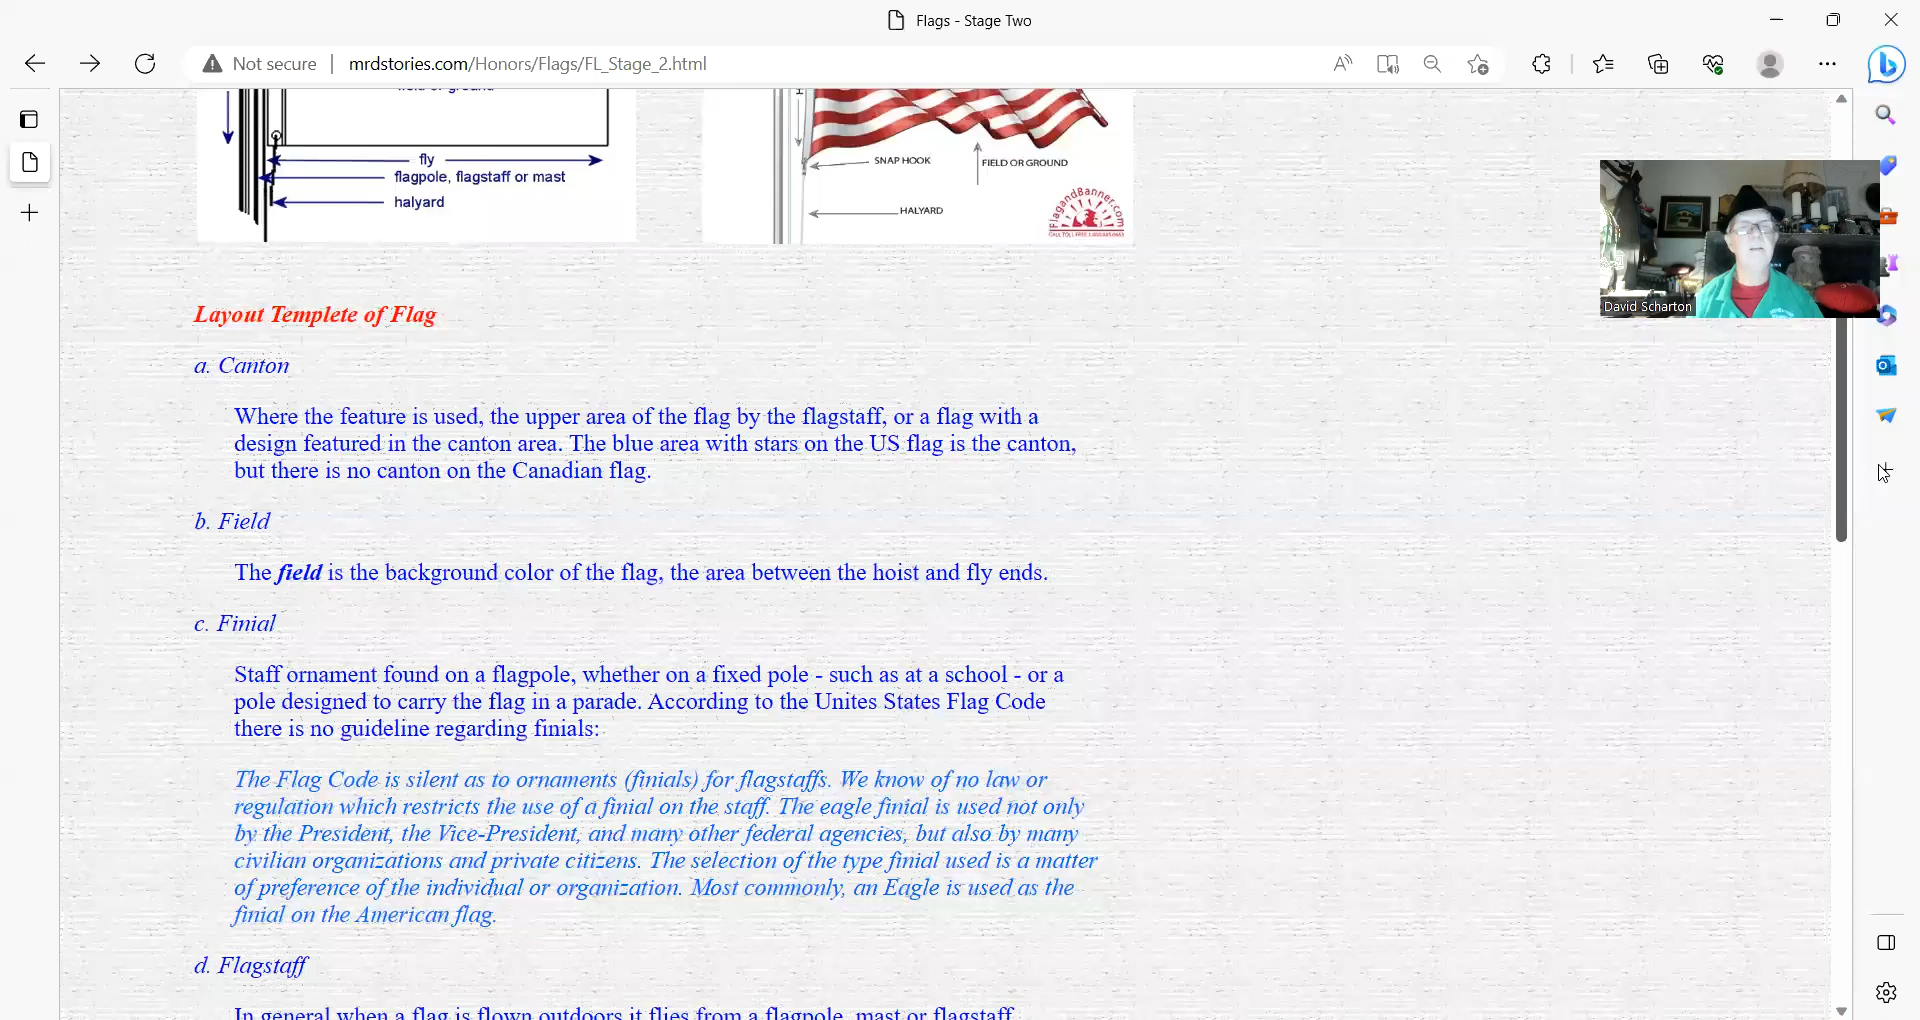 Flags - Stage Two
Not secure
mrdstories.com/Honors/Flags/FL_Stage_2.html
field or ground
fly
flagpole, flagstaff or mast
halyard
SNAP HOOK
FIELD OR GROUND
HALYARD
FlagandBanner.com
David Scharton
Layout Templete of Flag
a. Canton
Where the feature is used, the upper area of the flag by the flagstaff, or a flag with a
design featured in the canton area. The blue area with stars on the US flag is the canton,
but there is no canton on the Canadian flag.
b. Field
The field is the background color of the flag, the area between the hoist and fly ends.
c. Finial
Staff ornament found on a flagpole, whether on a fixed pole - such as at a school - or a
pole designed to carry the flag in a parade. According to the Unites States Flag Code
there is no guideline regarding finials:
The Flag Code is silent as to ornaments (finials) for flagstaffs. We know of no law or
regulation which restricts the use of a finial on the staff. The eagle finial is used not only
by the President, the Vice-President, and many other federal agencies, but also by many
civilian organizations and private citizens. The selection of the type finial used is a matter
of preference of the individual or organization. Most commonly, an Eagle is used as the
finial on the American flag.
d. Flagstaff
In general when a flag is flown outdoors it flies from a flagpole, mast or flagstaff